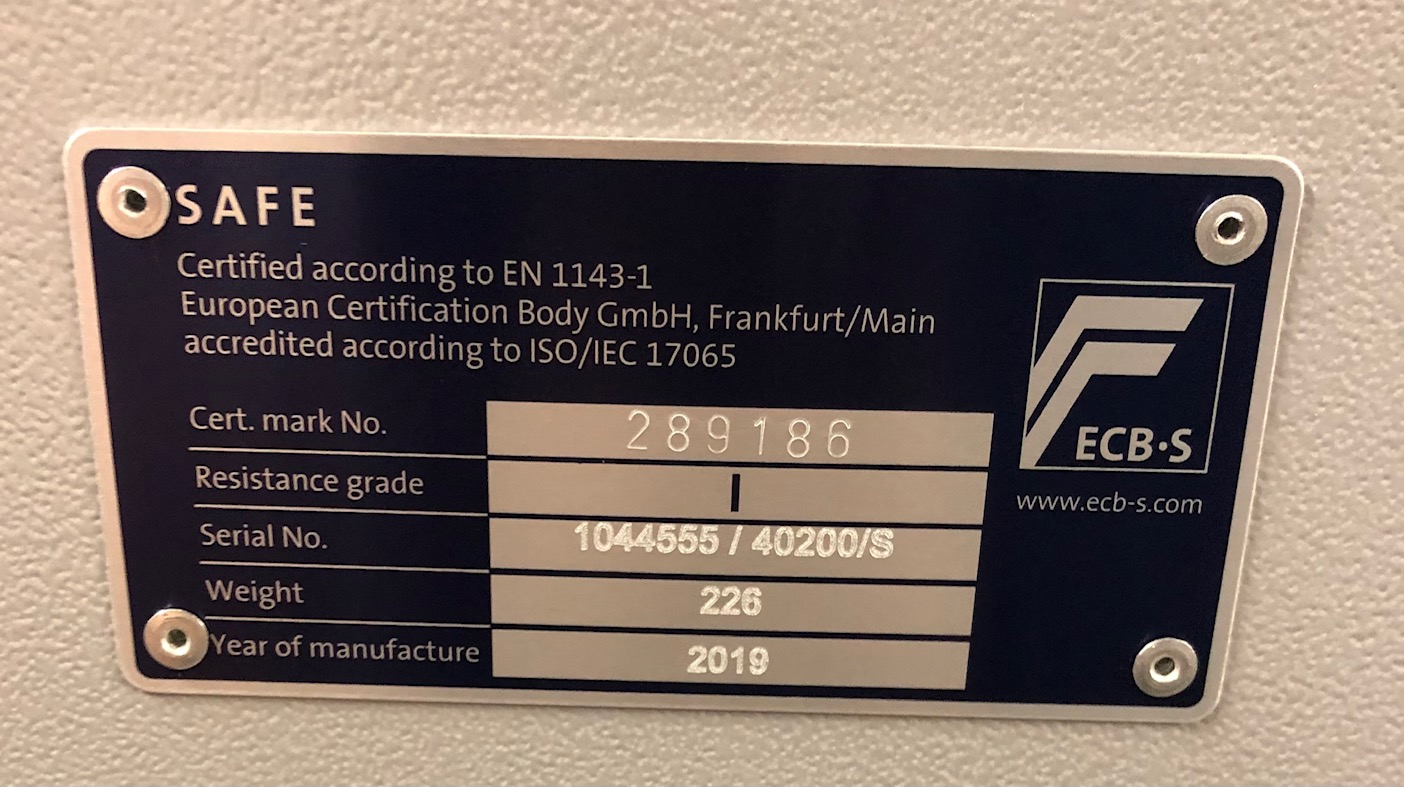 SAFE
Certified according to EN 1143-1
European Certification Body GmbH, Frankfurt/Main
accredited according to ISO/IEC 17065
Cert. mark No. 289186
Resistance grade I
Serial No. 1044555 / 40200/S
Weight 226
Year of manufacture 2019
ECB·S
www.ecb-s.com